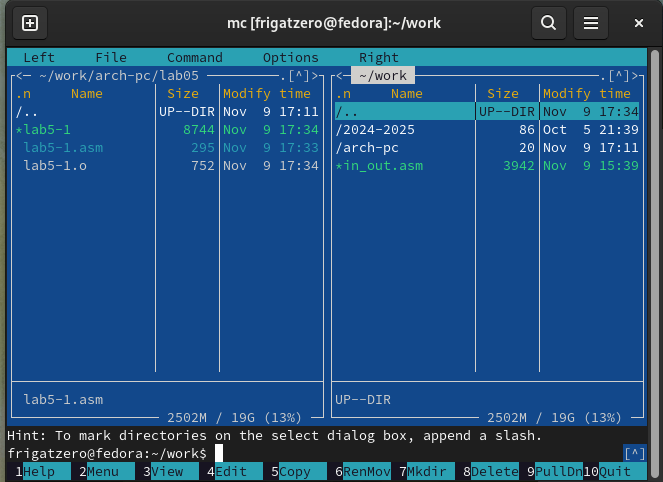 mc [frigatzero@fedora]:~/work
Left File Command Options Right
<─ ~/work/arch-pc/lab05 .[^]>
.n Name Size Modify time
/.. UP--DIR Nov 9 17:11
*lab5-1 8744 Nov 9 17:34
lab5-1.asm 295 Nov 9 17:33
lab5-1.o 752 Nov 9 17:34
lab5-1.asm
2502M / 19G (13%)
<─ ~/work .[^]>
.n Name Size Modify time
/.. UP--DIR Nov 9 17:34
/2024-2025 86 Oct 5 21:39
/arch-pc 20 Nov 9 17:11
*in_out.asm 3942 Nov 9 15:39
UP--DIR
2502M / 19G (13%)
Hint: To mark directories on the select dialog box, append a slash.
frigatzero@fedora:~/work$ [^]
1Help 2Menu 3View 4Edit 5Copy 6RenMov 7Mkdir 8Delete 9PullDn 10Quit